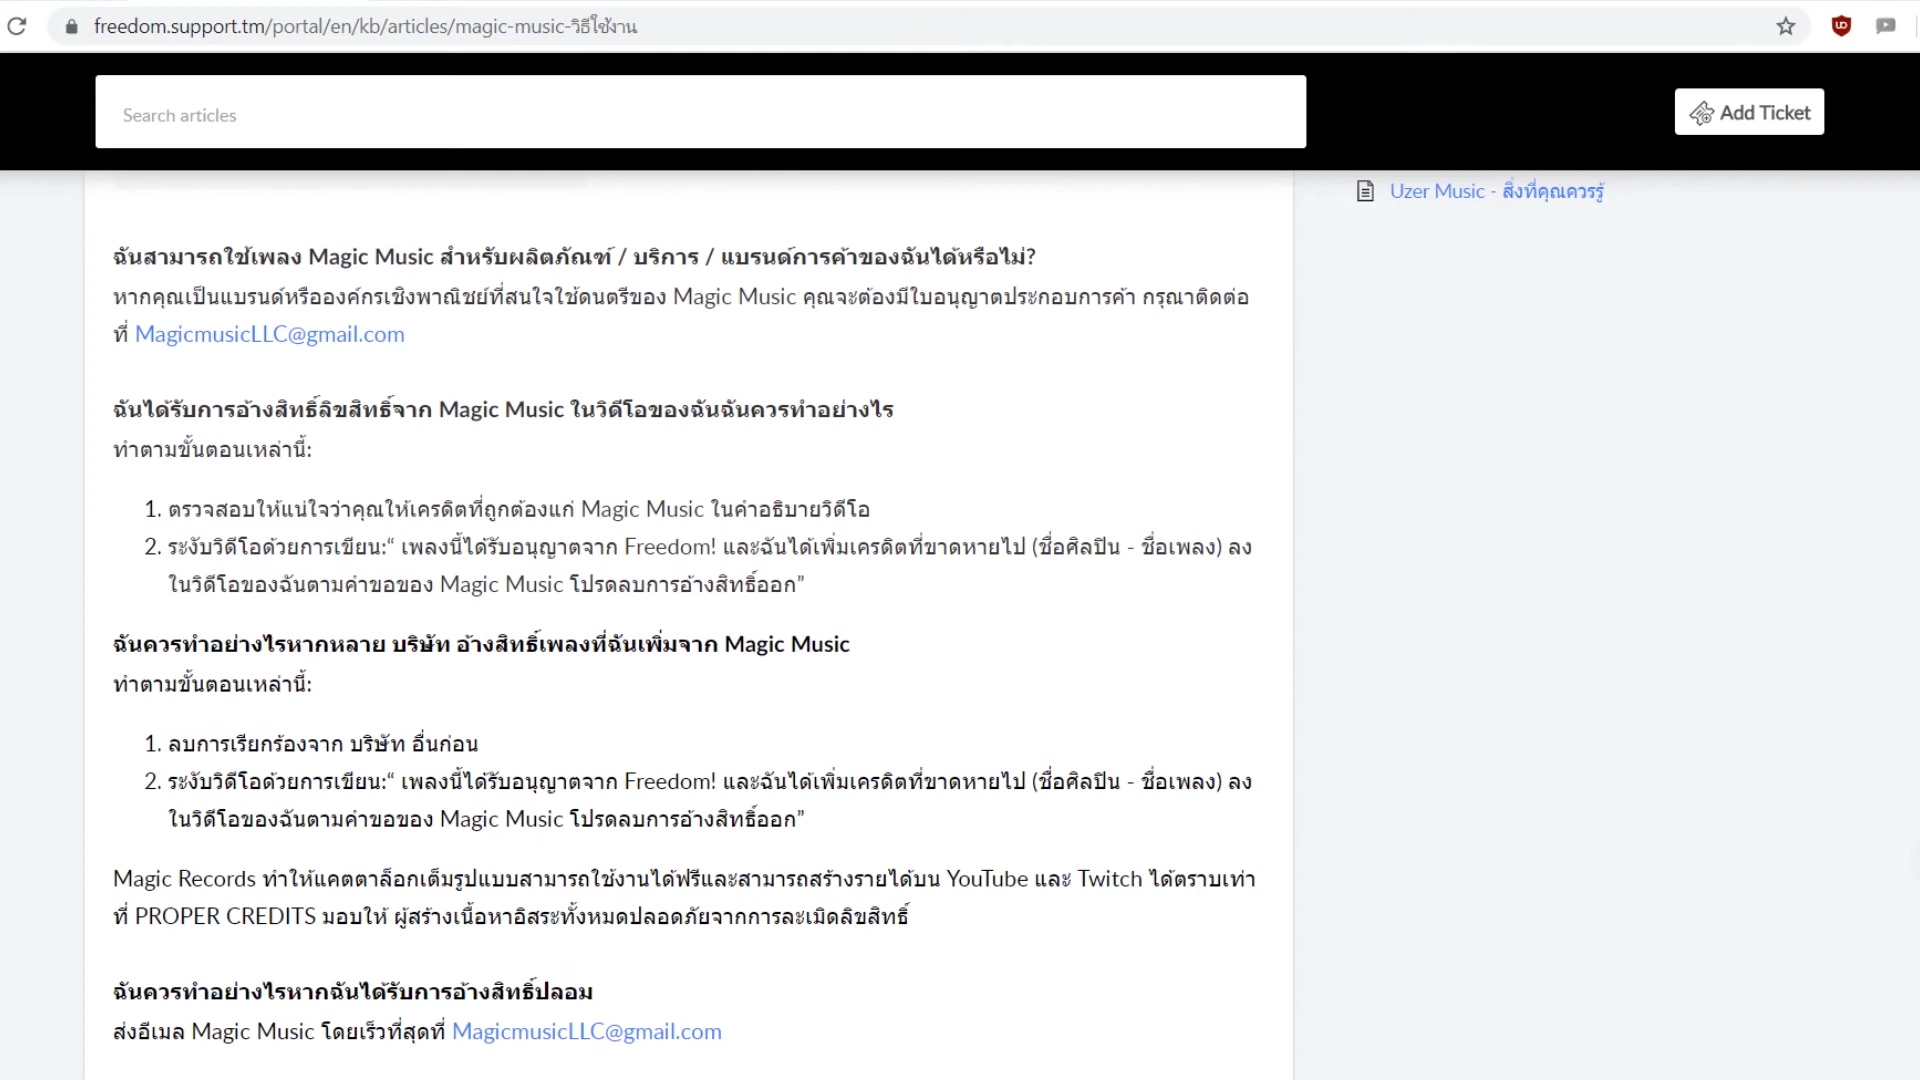 freedom.support.tm/portal/en/kb/articles/magic-music-วิธีใช้งาน
Search articles
Add Ticket
Uzer Music - สิ่งที่คุณควรรู้
ฉันสามารถใช้เพลง Magic Music สำหรับผลิตภัณฑ์ / บริการ / แบรนด์การค้าของฉันได้หรือไม่?
หากคุณเป็นแบรนด์หรือองค์กรเชิงพาณิชย์ที่สนใจใช้ดนตรีของ Magic Music คุณจะต้องมีใบอนุญาตประกอบการค้า กรุณาติดต่อ
ที่ MagicmusicLLC@gmail.com
ฉันได้รับการอ้างสิทธิ์ลิขสิทธิ์จาก Magic Music ในวิดีโอของฉันฉันควรทำอย่างไร
ทำตามขั้นตอนเหล่านี้:
1. ตรวจสอบให้แน่ใจว่าคุณให้เครดิตที่ถูกต้องแก่ Magic Music ในคำอธิบายวิดีโอ
2. ระงับวิดีโอด้วยการเขียน:“ เพลงนี้ได้รับอนุญาตจาก Freedom! และฉันได้เพิ่มเครดิตที่ขาดหายไป (ชื่อศิลปิน - ชื่อเพลง) ลง
ในวิดีโอของฉันตามคำขอของ Magic Music โปรดลบการอ้างสิทธิ์ออก”
ฉันควรทำอย่างไรหากหลาย บริษัท อ้างสิทธิ์เพลงที่ฉันเพิ่มจาก Magic Music
ทำตามขั้นตอนเหล่านี้:
1. ลบการเรียกร้องจาก บริษัท อื่นก่อน
2. ระงับวิดีโอด้วยการเขียน:“ เพลงนี้ได้รับอนุญาตจาก Freedom! และฉันได้เพิ่มเครดิตที่ขาดหายไป (ชื่อศิลปิน - ชื่อเพลง) ลง
ในวิดีโอของฉันตามคำขอของ Magic Music โปรดลบการอ้างสิทธิ์ออก”
Magic Records ทำให้แคตตาล็อกเต็มรูปแบบสามารถใช้งานได้ฟรีและสามารถสร้างรายได้บน YouTube และ Twitch ได้ตราบเท่า
ที่ PROPER CREDITS มอบให้ ผู้สร้างเนื้อหาอิสระทั้งหมดปลอดภัยจากการละเมิดลิขสิทธิ์
ฉันควรทำอย่างไรหากฉันได้รับการอ้างสิทธิ์ปลอม
ส่งอีเมล Magic Music โดยเร็วที่สุดที่ MagicmusicLLC@gmail.com